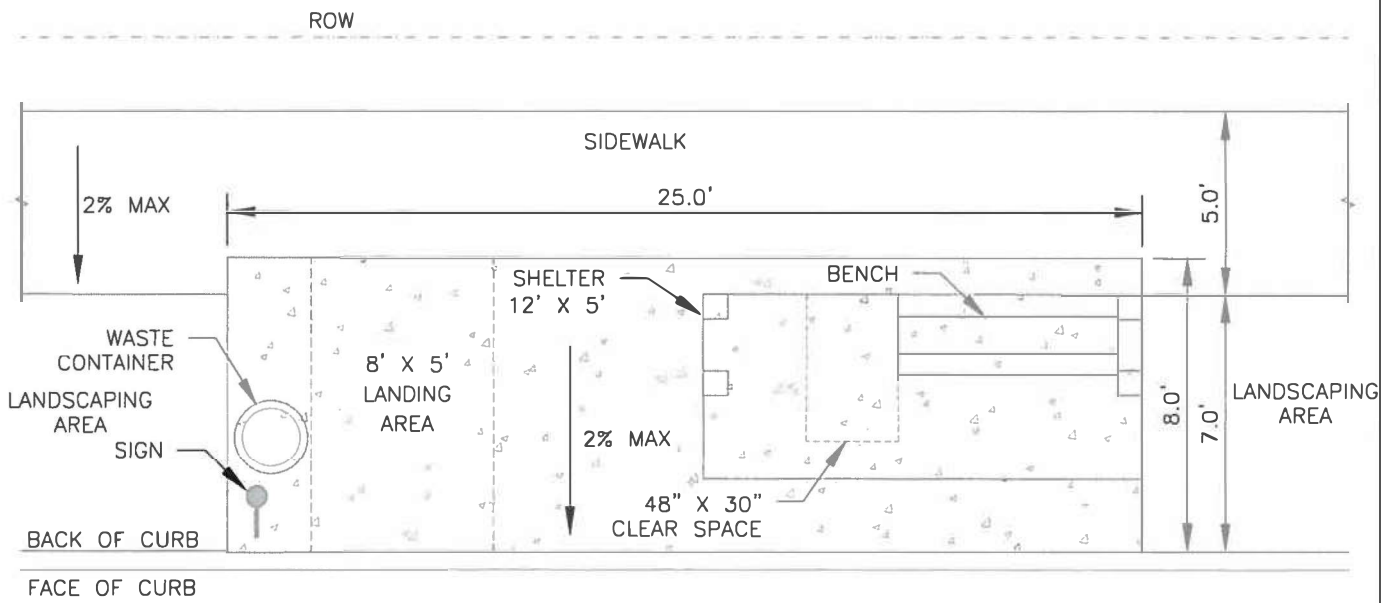 ROW
SIDEWALK
2% MAX
25.0'
5.0'
SHELTER
12' X 5'
BENCH
WASTE
CONTAINER
8' X 5'
LANDING
AREA
LANDSCAPING
AREA
SIGN
2% MAX
48" X 30"
CLEAR SPACE
8.0'
7.0'
LANDSCAPING
AREA
BACK OF CURB
FACE OF CURB